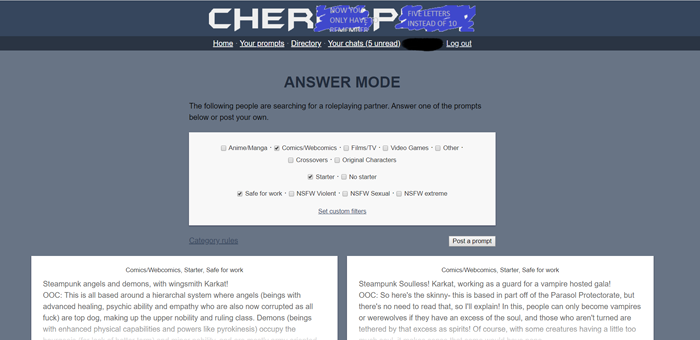 CHER P
NOW YOU
ONLY HAVE TO
REMEMBER
FIVE LETTERS
INSTEAD OF 10
Home · Your prompts · Directory · Your chats (5 unread) · Log out
ANSWER MODE
The following people are searching for a roleplaying partner. Answer one of the prompts
below or post your own.
Anime/Manga · Comics/Webcomics · Films/TV · Video Games · Other ·
Crossovers · Original Characters
Starter · No starter
Safe for work · NSFW Violent · NSFW Sexual · NSFW extreme
Set custom filters
Category rules
Post a prompt
Comics/Webcomics, Starter, Safe for work
Steampunk angels and demons, with wingsmith Karkat!
OOC: This is all based around a hierarchal system where angels (beings with
advanced healing, psychic ability and empathy who are also now corrupted as all
fuck) are top dog, making up the upper nobility and ruling class. Demons (beings
with enhanced physical capabilities and powers like pyrokinesis) occupy the
Comics/Webcomics, Starter, Safe for work
Steampunk Soulless! Karkat, working as a guard for a vampire hosted gala!
OOC: So here's the skinny- this is based in part off of the Parasol Protectorate, but
there's no need to read that, so I'll explain! In this, people can only become vampires
or werewolves if they have an excess of the soul, and those who aren't turned are
tethered by that excess as spirits! Of course, with some creatures having a little too